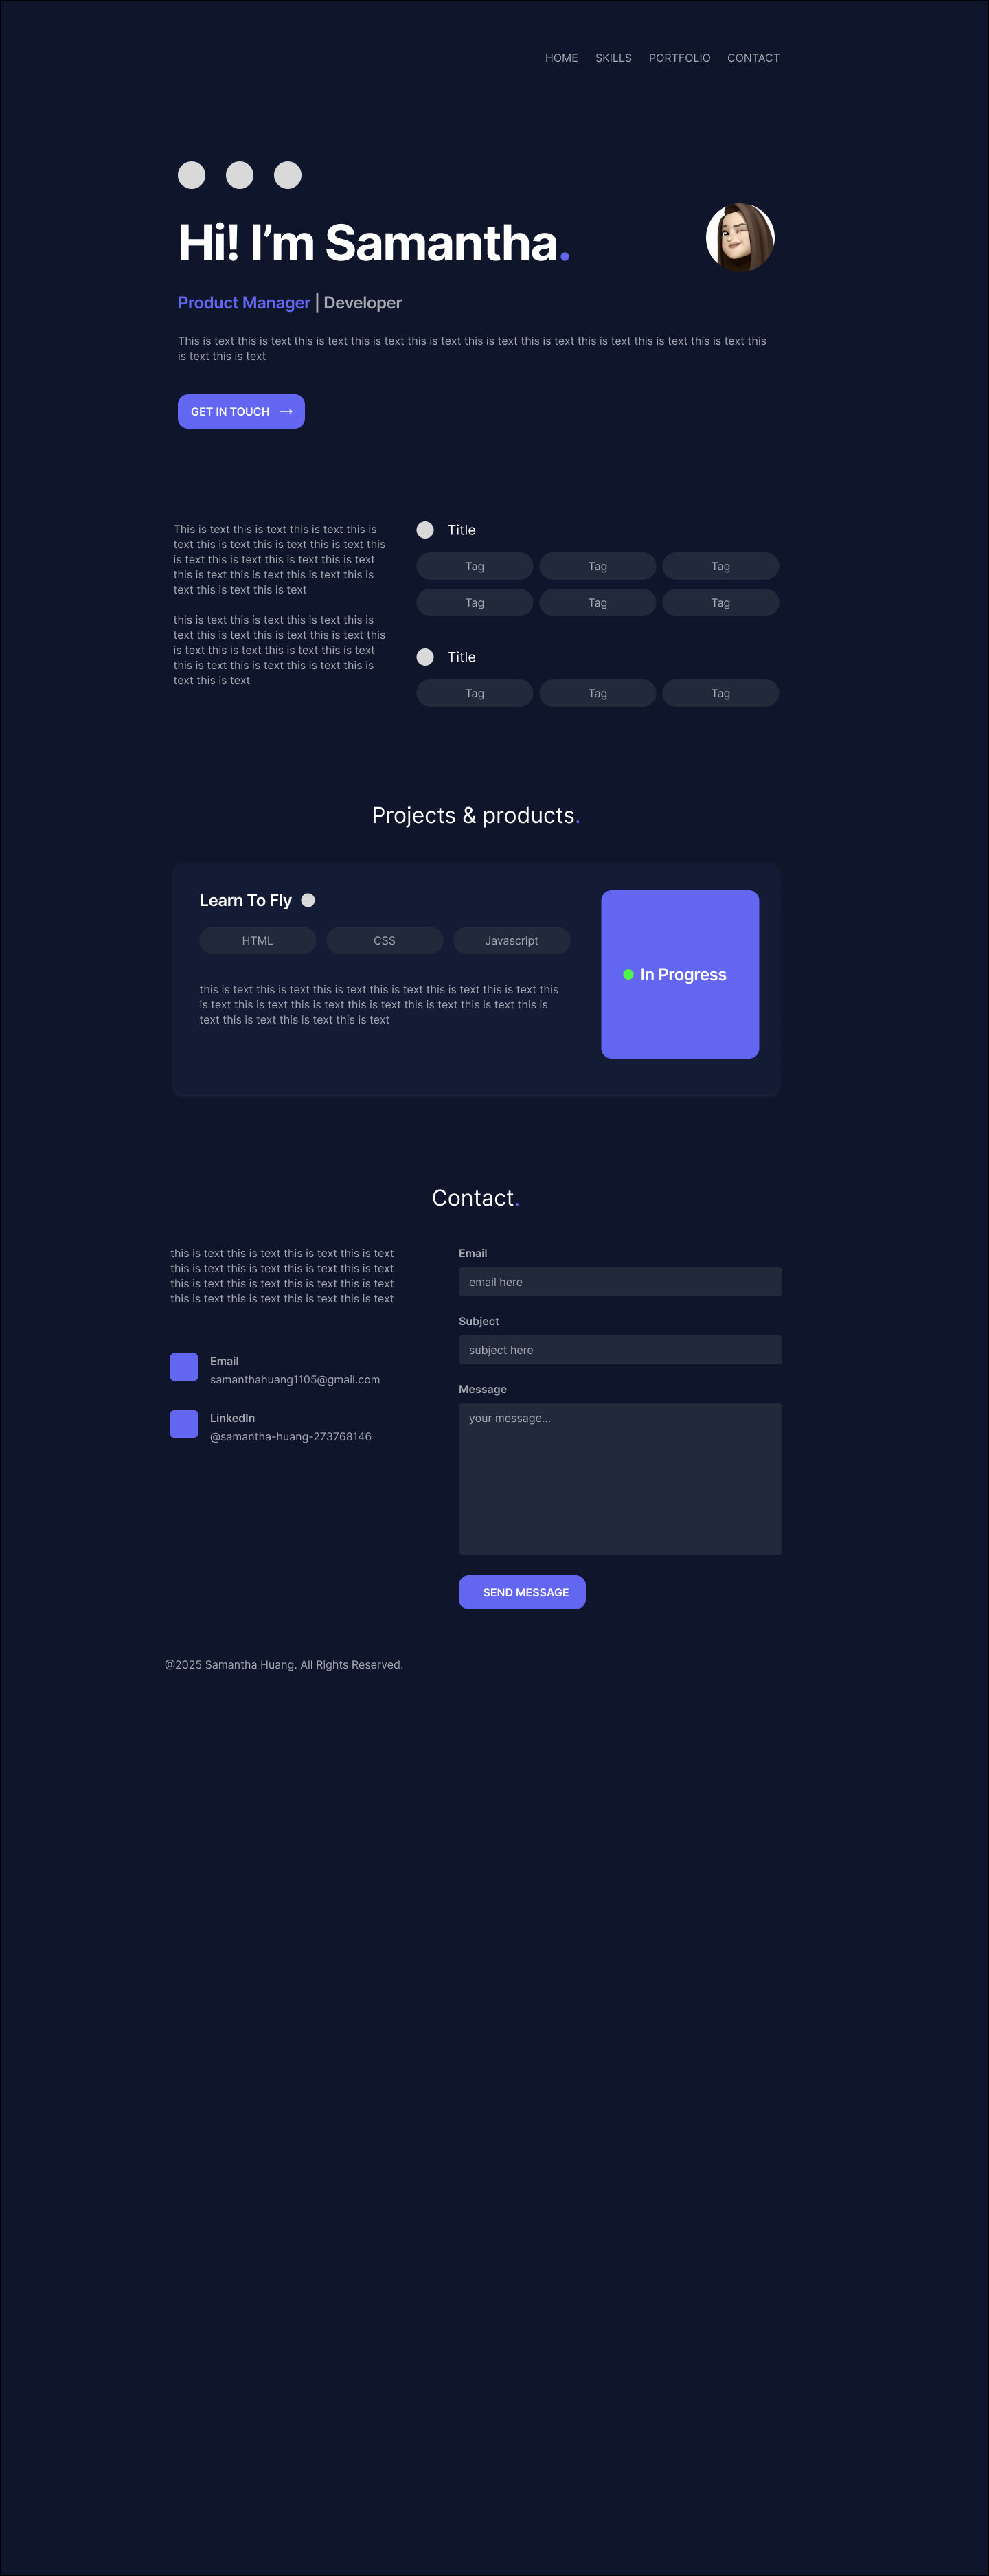 HOME SKILLS PORTFOLIO CONTACT
Hi! I’m Samantha.
Product Manager | Developer
This is text this is text this is text this is text this is text this is text this is text this is text this is text this is text this
is text this is text
GET IN TOUCH →
This is text this is text this is text this is
text this is text this is text this is text this
is text this is text this is text this is text
this is text this is text this is text this is
text this is text this is text
this is text this is text this is text this is
text this is text this is text this is text this
is text this is text this is text this is text
this is text this is text this is text this is
text this is text
Title
Tag Tag Tag
Tag Tag Tag
Title
Tag Tag Tag
Projects & products.
Learn To Fly
HTML CSS Javascript
this is text this is text this is text this is text this is text this is text this
is text this is text this is text this is text this is text this is text this is
text this is text this is text this is text
In Progress
Contact.
this is text this is text this is text this is text
this is text this is text this is text this is text
this is text this is text this is text this is text
this is text this is text this is text this is text
Email
samanthahuang1105@gmail.com
LinkedIn
@samantha-huang-273768146
Email
email here
Subject
subject here
Message
your message...
SEND MESSAGE
@2025 Samantha Huang. All Rights Reserved.